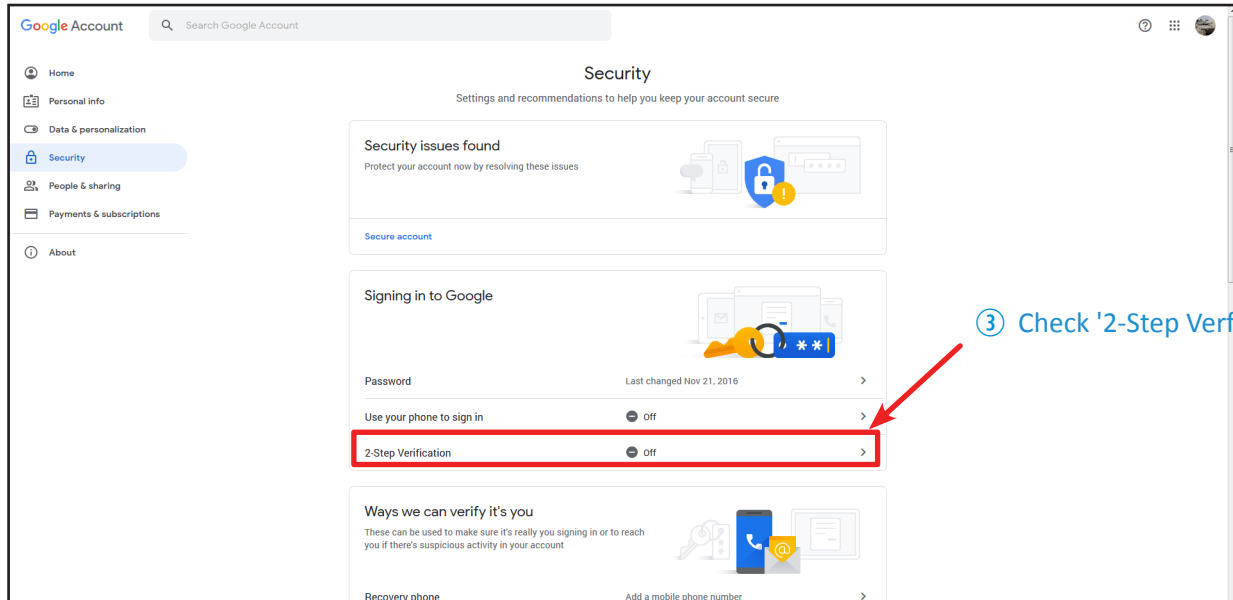 Google Account
Search Google Account
Home
Personal info
Data & personalization
Security
People & sharing
Payments & subscriptions
About
Security
Settings and recommendations to help you keep your account secure
Security issues found
Protect your account now by resolving these issues
Secure account
Signing in to Google
**
Password Last changed Nov 21, 2016
Use your phone to sign in Off
2-Step Verification Off
③ Check '2-Step Verf
Ways we can verify it's you
These can be used to make sure it's really you signing in or to reach
you if there's suspicious activity in your account
Recovery phone Add a mobile phone number